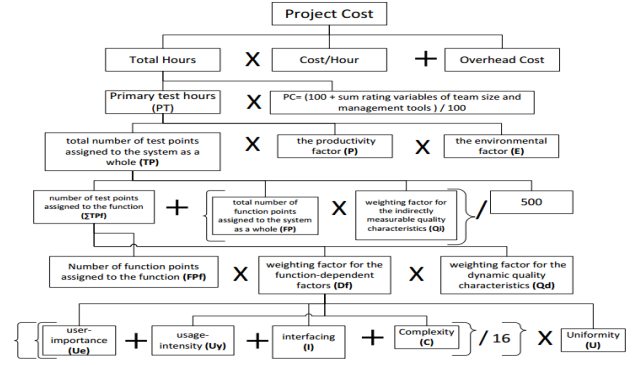 Project Cost
Total Hours X Cost/Hour + Overhead Cost
Primary test hours
(PT)
X
PC= (100 + sum rating variables of team size and
management tools ) / 100
total number of test points
assigned to the system as a
whole (TP)
X
the productivity
factor (P)
X
the environmental
factor (E)
number of test points
assigned to the function
(∑TPf)
+
total number of
function points
assigned to the system
as a whole (FP)
X
weighting factor for
the indirectly
measurable quality
characteristics (Qi)
/
500
Number of function points
assigned to the function (FPf)
X
weighting factor for the
function-dependent
factors (Df)
X
weighting factor for the
dynamic quality
characteristics (Qd)
user-
importance
(Ue)
+
usage-
intensity (Uy)
+
interfacing
(I)
+
Complexity
(C)
/ 16
X
Uniformity
(U)